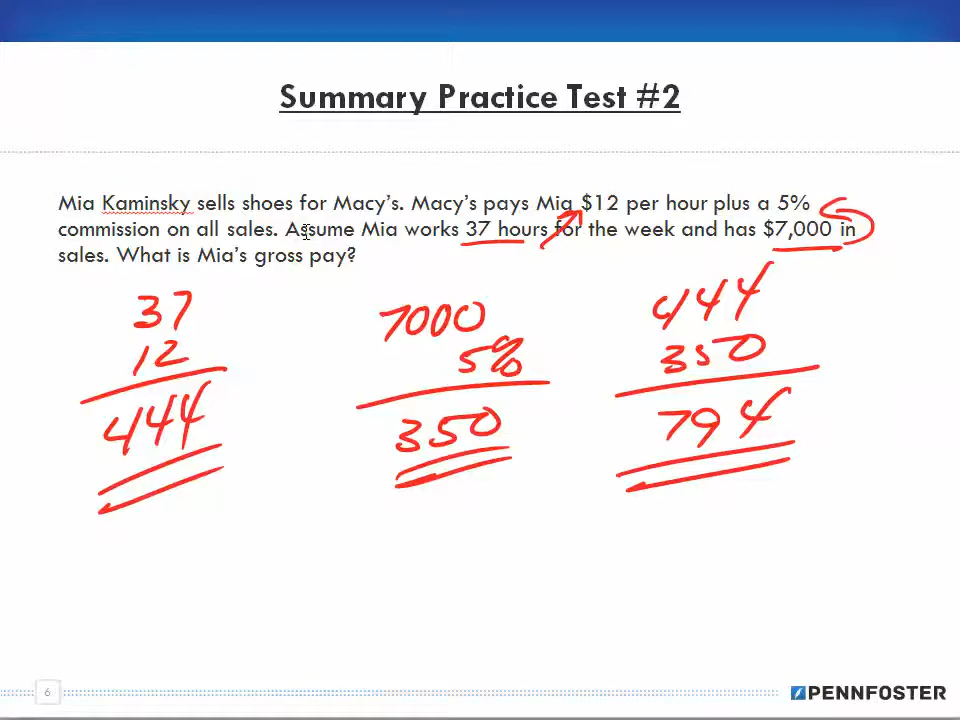 Summary Practice Test #2
Mia Kaminsky sells shoes for Macy's. Macy's pays Mia $12 per hour plus a 5%
commission on all sales. Assume Mia works 37 hours for the week and has $7,000 in
sales. What is Mia's gross pay?
37
12
444
7000
5%
350
444
350
794
6
PENNFOSTER